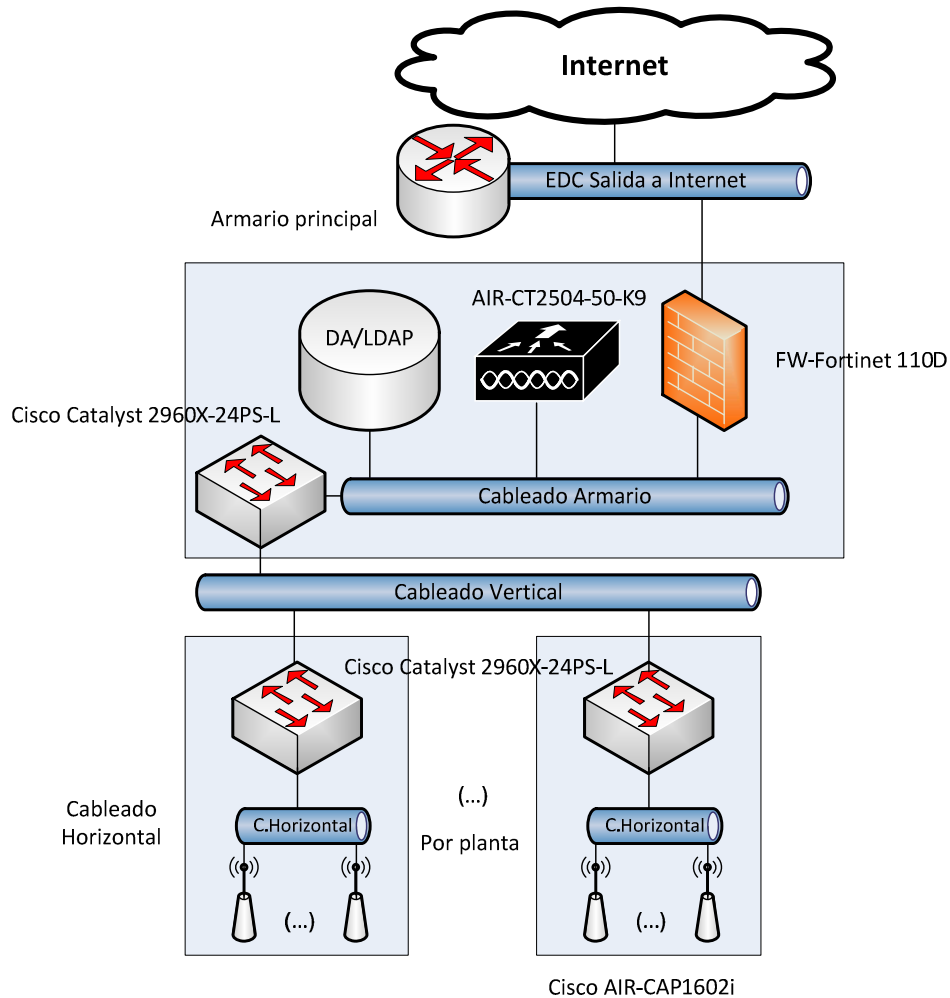 Internet
EDC Salida a Internet
Armario principal
AIR-CT2504-50-K9
DA/LDAP
FW-Fortinet 110D
Cisco Catalyst 2960X-24PS-L
Cableado Armario
Cableado Vertical
Cisco Catalyst 2960X-24PS-L
Cableado
Horizontal
C.Horizontal
(...)
Por planta
C.Horizontal
(...)
(...)
Cisco AIR-CAP1602i